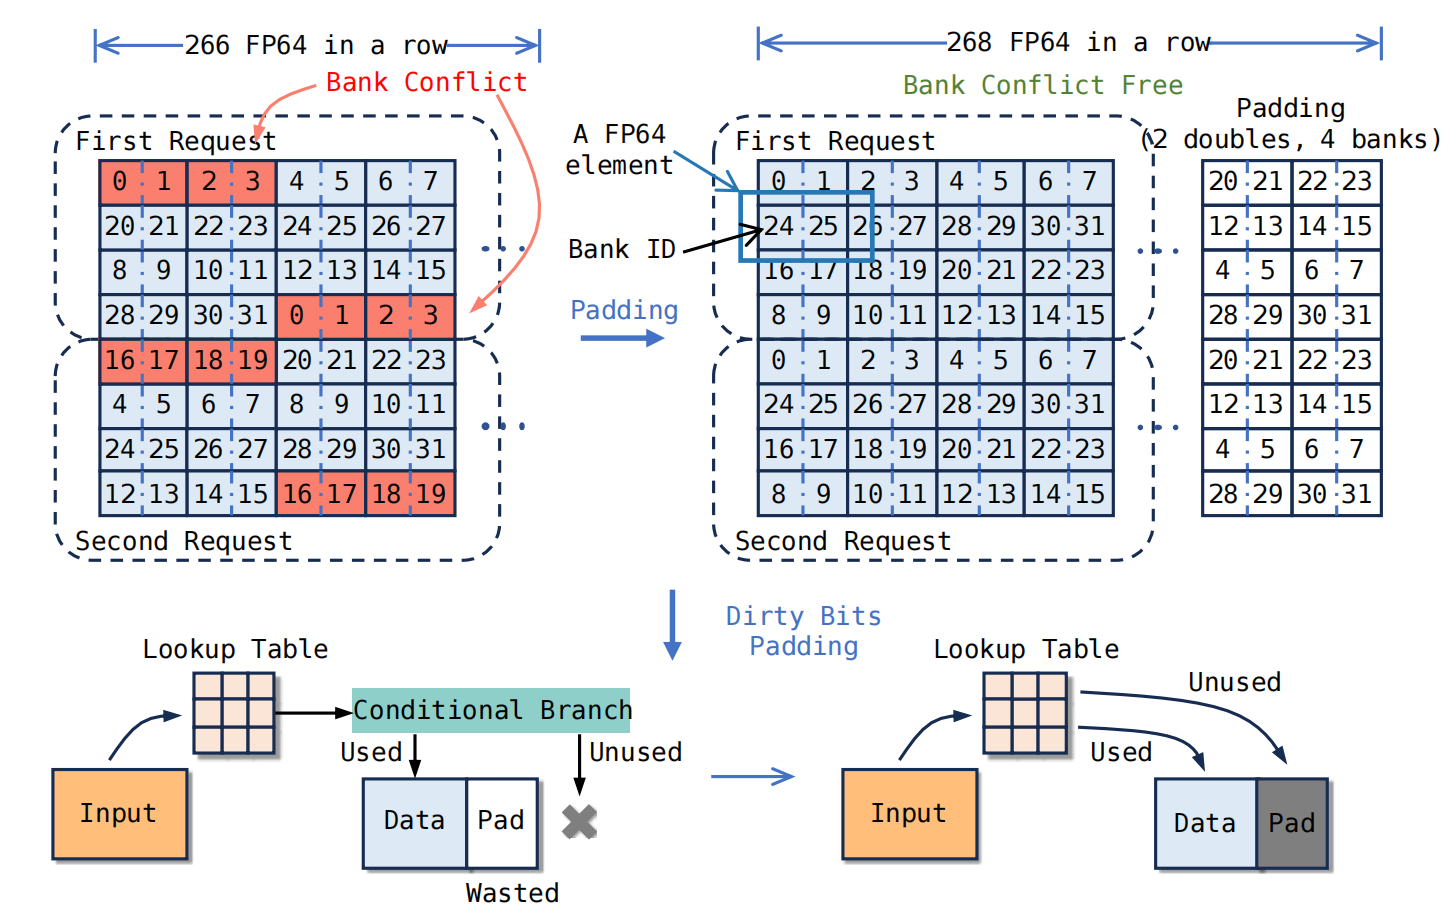 266 FP64 in a row
Bank Conflict
First Request
0 1 2 3 4 5 6 7
20 21 22 23 24 25 26 27
8 9 10 11 12 13 14 15
28 29 30 31 0 1 2 3
16 17 18 19 20 21 22 23
4 5 6 7 8 9 10 11
24 25 26 27 28 29 30 31
12 13 14 15 16 17 18 19
Second Request
A FP64
element
Bank ID
Padding
268 FP64 in a row
Bank Conflict Free
Padding
(2 doubles, 4 banks)
First Request
0 1 2 3 4 5 6 7 20 21 22 23
24 25 26 27 28 29 30 31 12 13 14 15
16 17 18 19 20 21 22 23 4 5 6 7
8 9 10 11 12 13 14 15 28 29 30 31
0 1 2 3 4 5 6 7 20 21 22 23
24 25 26 27 28 29 30 31 12 13 14 15
16 17 18 19 20 21 22 23 4 5 6 7
8 9 10 11 12 13 14 15 28 29 30 31
Second Request
Dirty Bits
Padding
Lookup Table
Conditional Branch
Used
Unused
Input
Data
Pad
Wasted
Lookup Table
Unused
Used
Input
Data
Pad